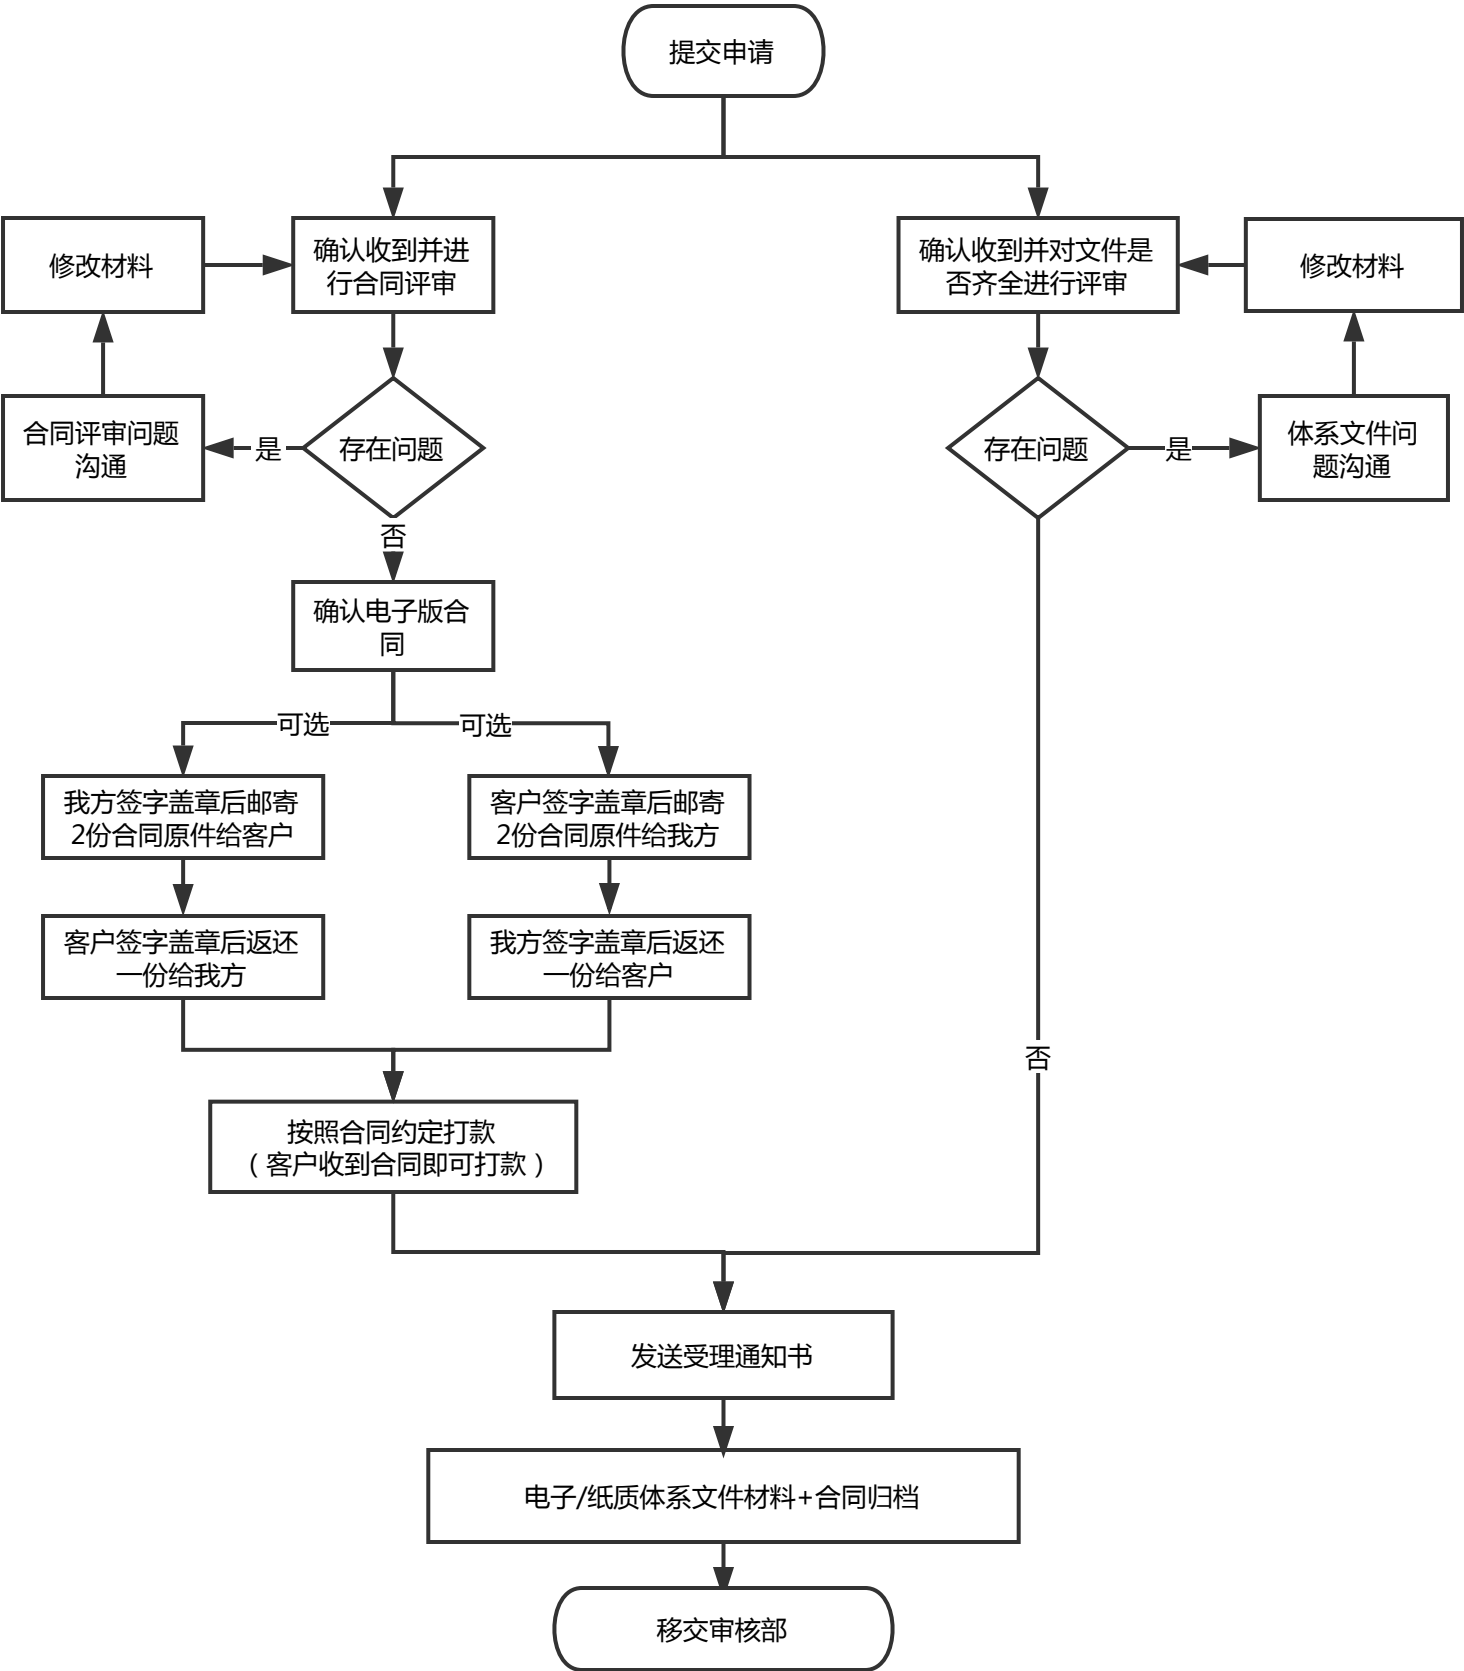 提交申请
修改材料
确认收到并进
行合同评审
确认收到并对文件是
否齐全进行评审
修改材料
合同评审问题
沟通
是
存在问题
存在问题
是
体系文件问
题沟通
否
确认电子版合
同
可选
可选
我方签字盖章后邮寄
2份合同原件给客户
客户签字盖章后邮寄
2份合同原件给我方
客户签字盖章后返还
一份给我方
我方签字盖章后返还
一份给客户
否
按照合同约定打款
（客户收到合同即可打款）
发送受理通知书
电子/纸质体系文件材料+合同归档
移交审核部